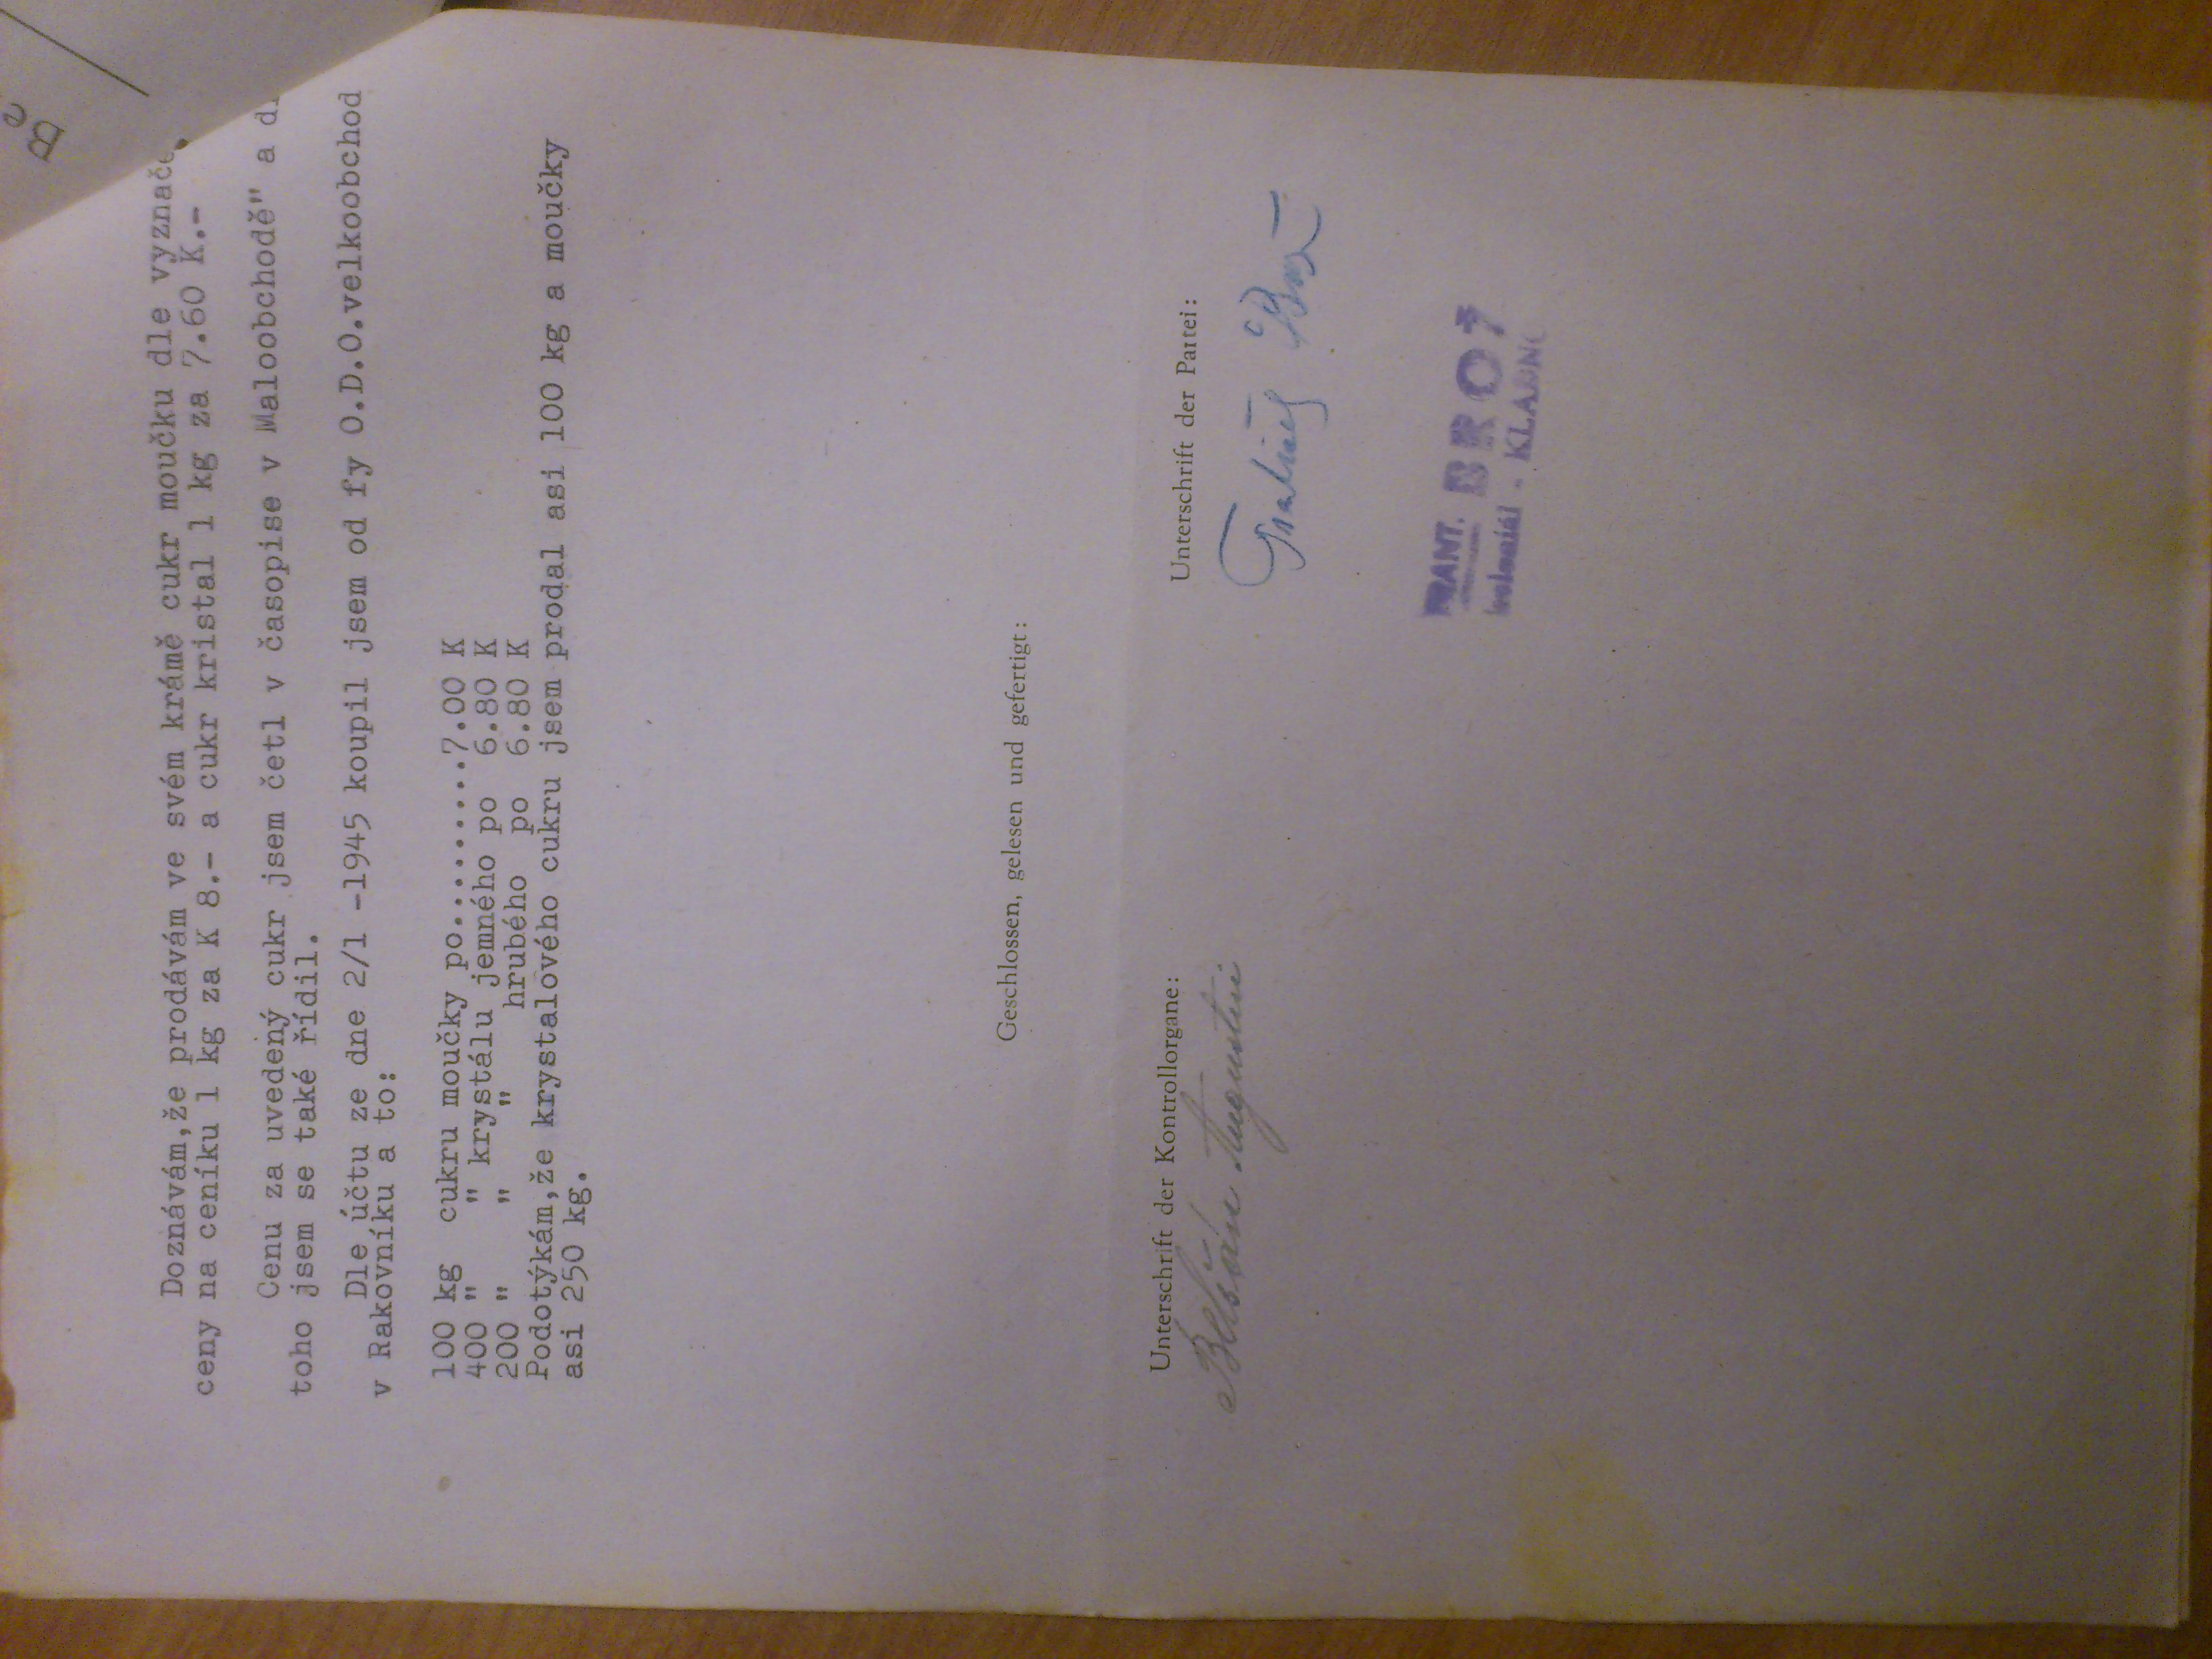 Be
Doznávám,že prodávám ve svém krámě cukr moučku dle vyznače
ceny na ceníku 1 kg za K 8.- a cukr kristal 1 kg za 7.60 K.-
Cenu za uvedený cukr jsem četl v časopise v Maloobchodě" a dl
toho jsem se také řídil.
Dle účtu ze dne 2/1 -1945 koupil jsem od fy O.D.O.velkoobchod
v Rakovníku a to:
100 kg cukru moučky po.........7.00 K
400 " " krystálu jemného po 6.80 K
200 " " " hrubého po 6.80 K
Podotýkám,že krystalového cukru jsem prodal asi 100 kg a moučky
asi 250 kg.
Geschlossen, gelesen und gefertigt:
Unterschrift der Kontrollorgane:
Unterschrift der Partei:
Belšán Augustin
František Brož
FRANT. BROŽ
koloniál - KLADNO